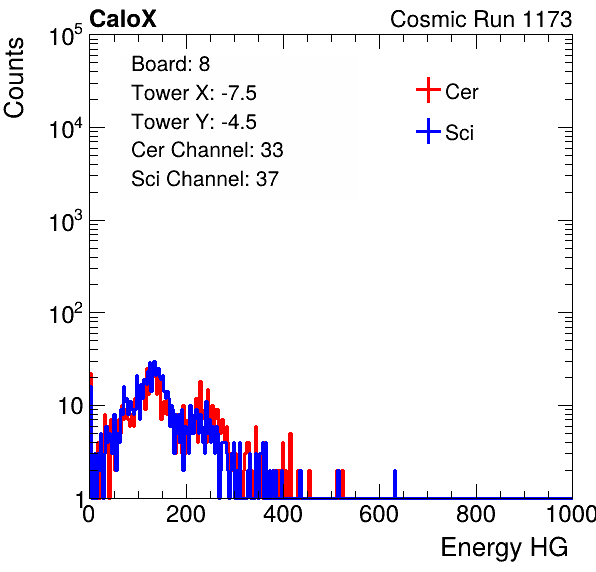 CaloX Cosmic Run 1173
Counts
Board: 8
Tower X: -7.5
Tower Y: -4.5
Cer Channel: 33
Sci Channel: 37
Cer
Sci
10^5
10^4
10^3
10^2
10
1
0 200 400 600 800 1000
Energy HG